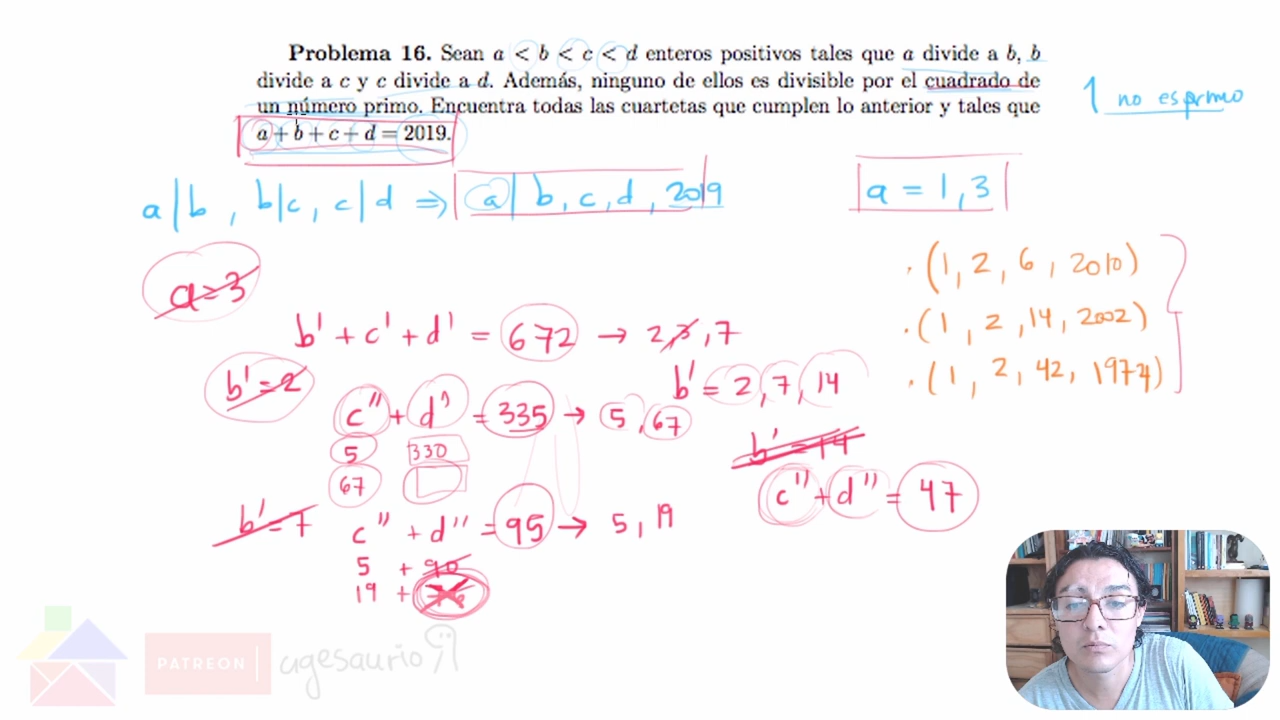 Problema 16. Sean a < b < c < d enteros positivos tales que a divide a b, b
divide a c y c divide a d. Además, ninguno de ellos es divisible por el cuadrado de
un número primo. Encuentra todas las cuartetas que cumplen lo anterior y tales que
a + b + c + d = 2019.
1 no es primo
a|b, b|c, c|d ⇒ a| b, c, d, 2019
a = 1, 3
a=3
· (1, 2, 6, 2010)
· (1, 2, 14, 2002)
· (1, 2, 42, 1974)
b' + c' + d' = 672 → 2, 3, 7
b' = 2, 7, 14
b'=2
c'' + d'' = 335 → 5, 67
5 330
67
b' = 14
c'' + d'' = 47
b'=7
c'' + d'' = 95 → 5, 19
5 + 90
19 +
PATREON
agesaurio